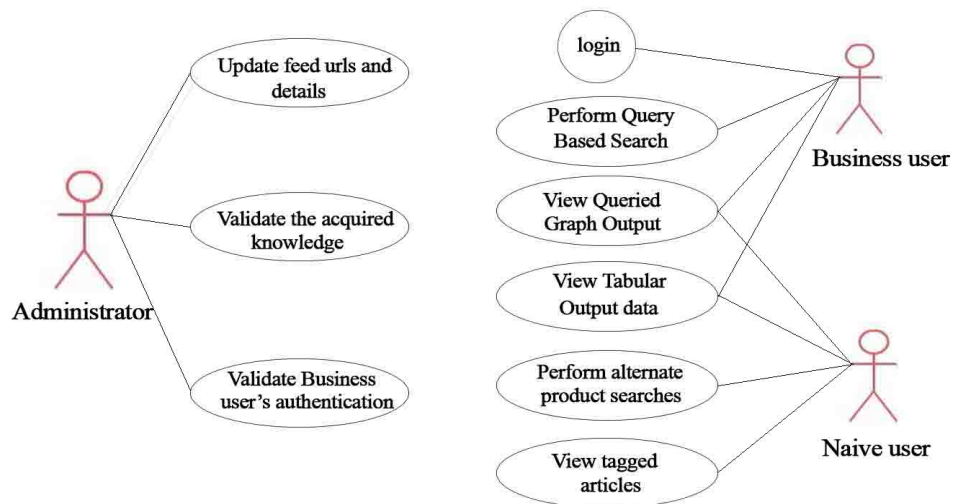 Update feed urls and
details
Validate the acquired
knowledge
Administrator
Validate Business
user's authentication
login
Perform Query
Based Search
Business user
View Queried
Graph Output
View Tabular
Output data
Perform alternate
product searches
Naive user
View tagged
articles